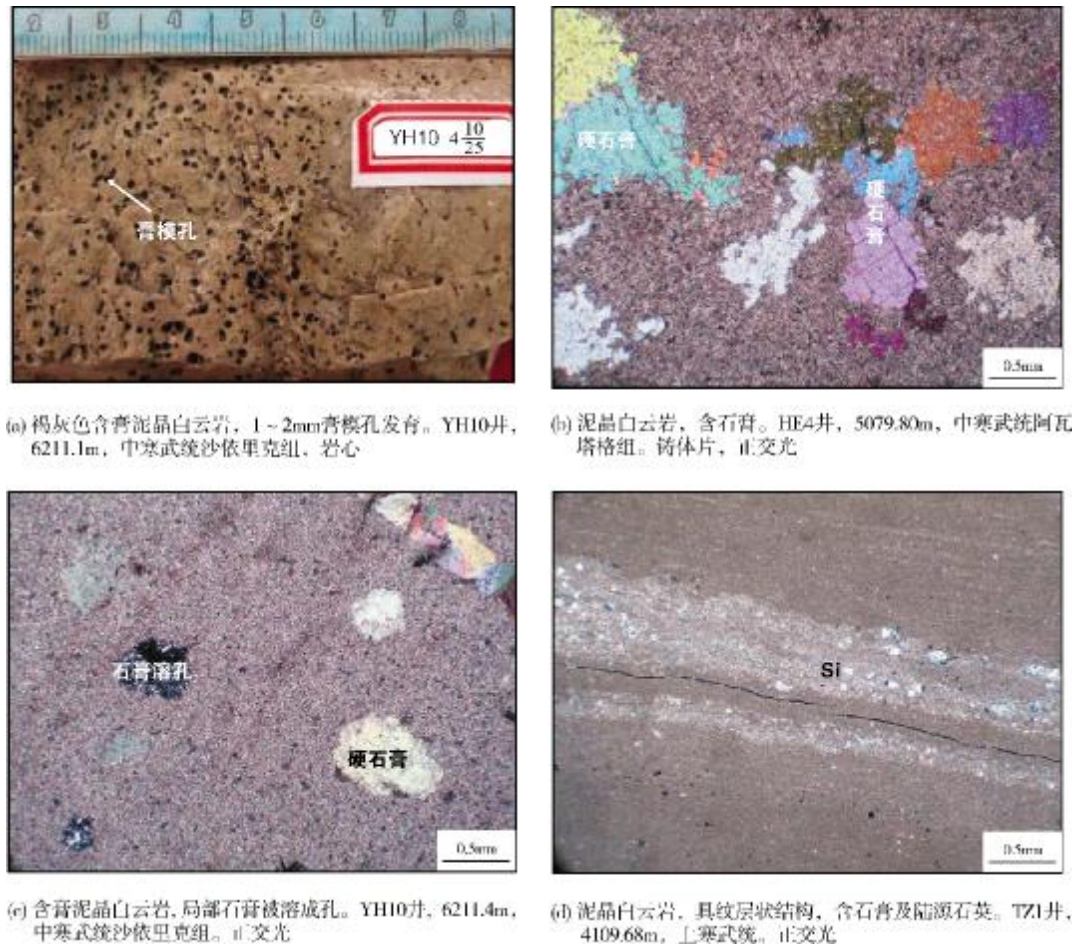 2 3 4 5 6 7 8
YH10 4 10/25
膏模孔
硬石膏
硬石膏
0.5mm
(a) 褐灰色含膏泥晶白云岩，1～2mm膏模孔发育。YH10井，
6211.1m，中寒武统沙依里克组，岩心
(b) 泥晶白云岩，含石膏。HE4井，5079.80m，中寒武统阿瓦
塔格组。铸体片，正交光
石膏溶孔
硬石膏
0.5mm
Si
0.5mm
(c) 含膏泥晶白云岩，局部石膏被溶成孔。YH10井，6211.4m，
中寒武统沙依里克组。正交光
(d) 泥晶白云岩，具纹层状结构，含石膏及陆源石英。TZ1井，
4109.68m，上寒武统。正交光